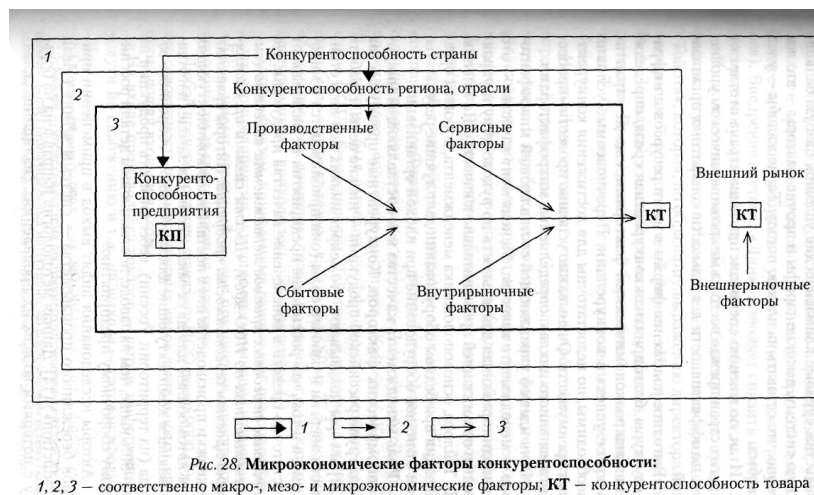 1
Конкурентоспособность страны
2
Конкурентоспособность региона, отрасли
3
Производственные
факторы
Сервисные
факторы
Конкуренто-
способность
предприятия
КП
КТ
Внешний рынок
КТ
Сбытовые
факторы
Внутрирыночные
факторы
Внешнерыночные
факторы
1 2 3
Рис. 28. Микроэкономические факторы конкурентоспособности:
1, 2, 3 — соответственно макро-, мезо- и микроэкономические факторы; КТ — конкурентоспособность товара